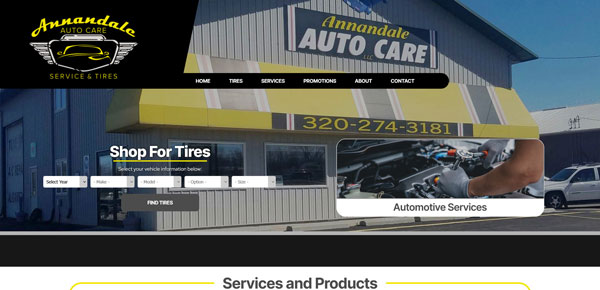 Annandale
AUTO CARE
SERVICE & TIRES
Annandale
AUTO CARE
HOME TIRES SERVICES PROMOTIONS ABOUT CONTACT
320-274-3181
Shop For Tires
Select your vehicle information below:
Select Year - Make - - Model - - Option - - Size -
FIND TIRES
Automotive Services
Services and Products